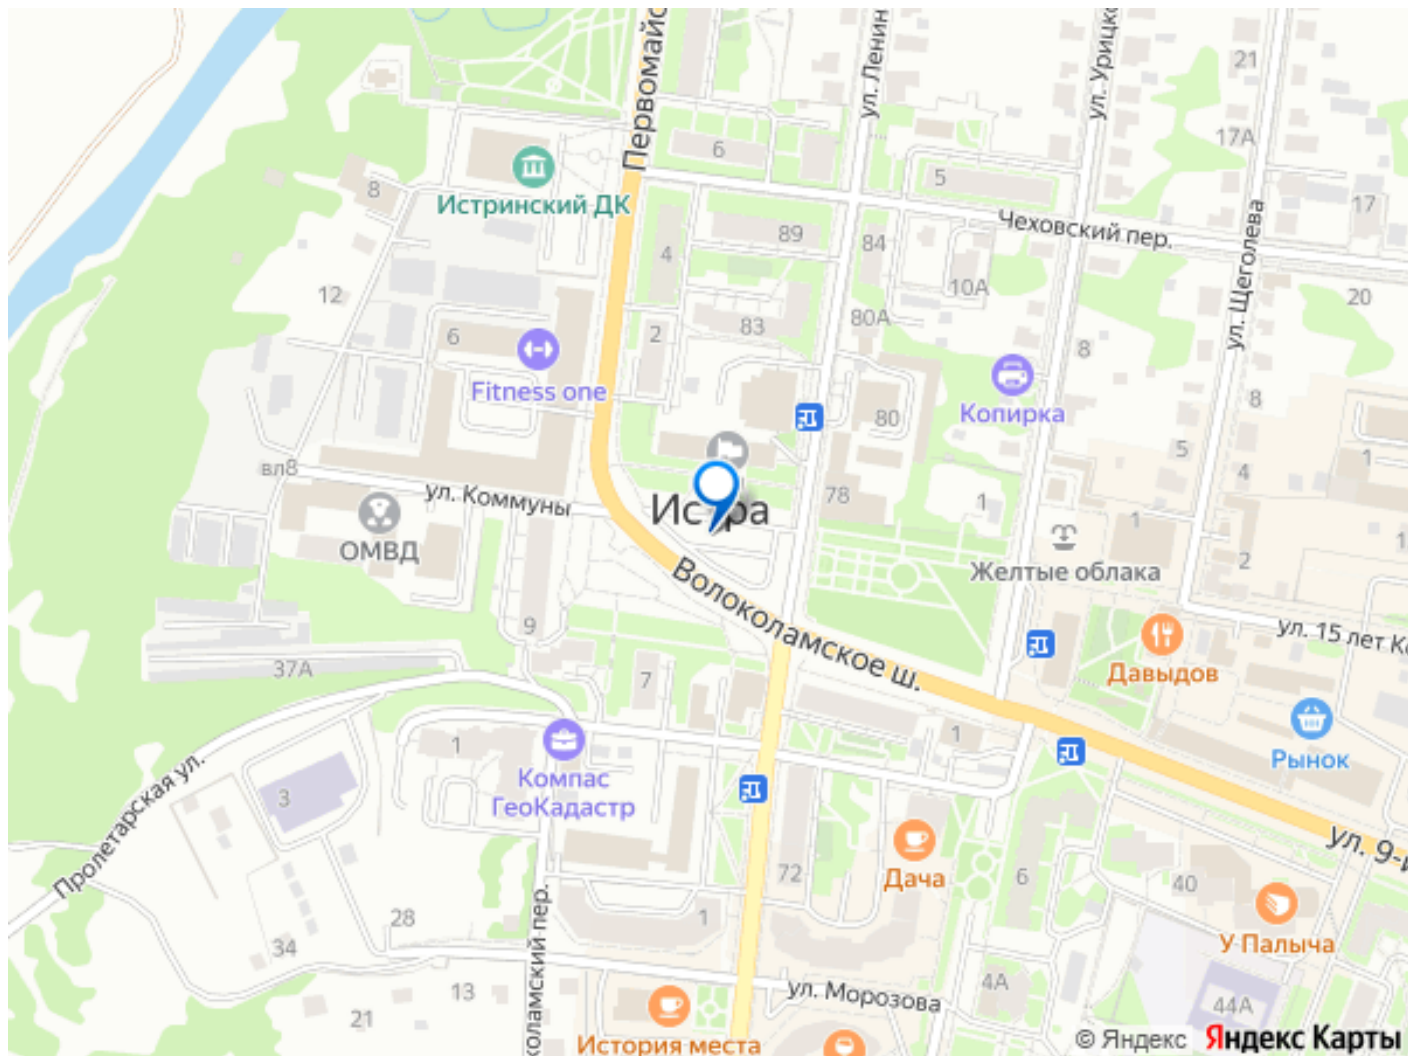 Первомайс
ул. Ленин
ул. Урицко
21
17А
6
5
8
Истринский ДК
17
Чеховский пер.
ул. Щеголева
4
89
84
10А
12
20
80А
6
2
83
8
Fitness one
Копирка
80
8
5
1
4
вл8
ул. Коммуны
78
1
1
1
Истра
ОМВД
Желтые облака
2
Волоколамское ш.
9
ул. 15 лет Ко
Давыдов
37А
7
1
1
Рынок
Компас
ГеоКадастр
3
Пролетарская ул.
ул. 9-и
72
Дача
6
40
28
1
34
У Палыча
коламский пер.
13
4А
ул. Морозова
44А
21
История места
© Яндекс Яндекс Карты